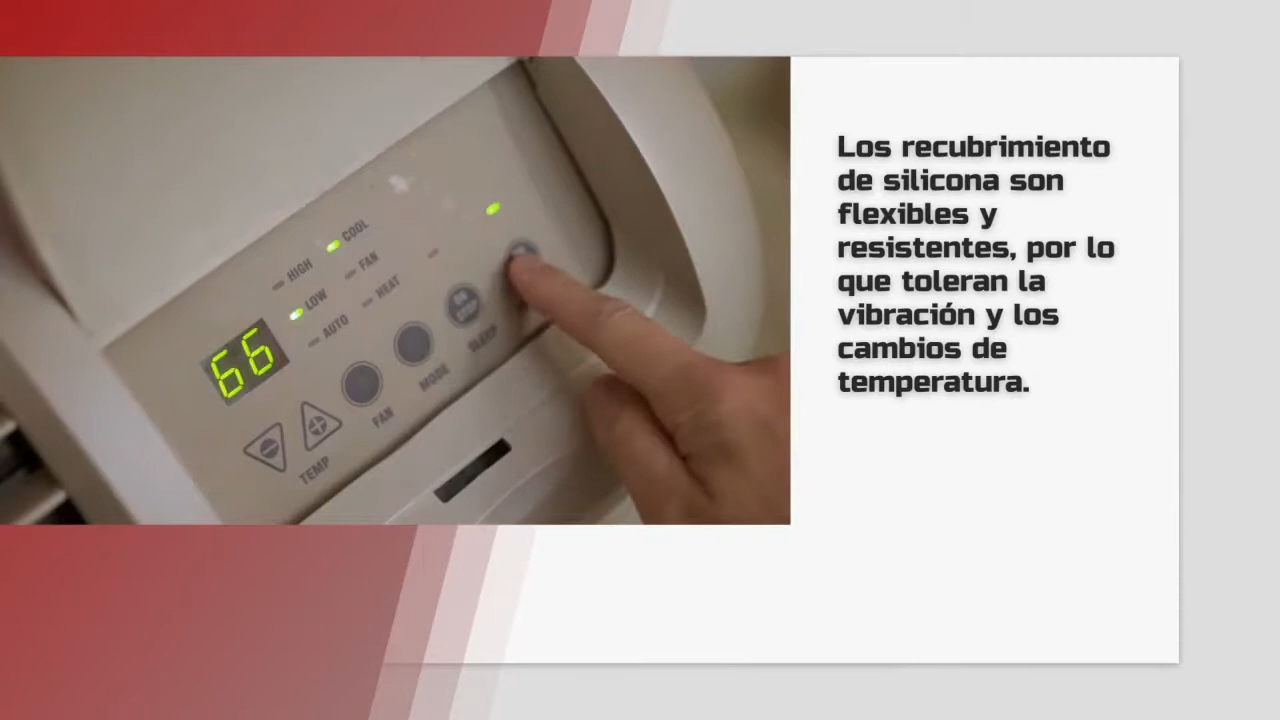 Los recubrimiento
de silicona son
flexibles y
resistentes, por lo
que toleran la
vibración y los
cambios de
temperatura.
COOL
HIGH
FAN
LOW
HEAT
AUTO
66
SLEEP
MODE
FAN
TEMP